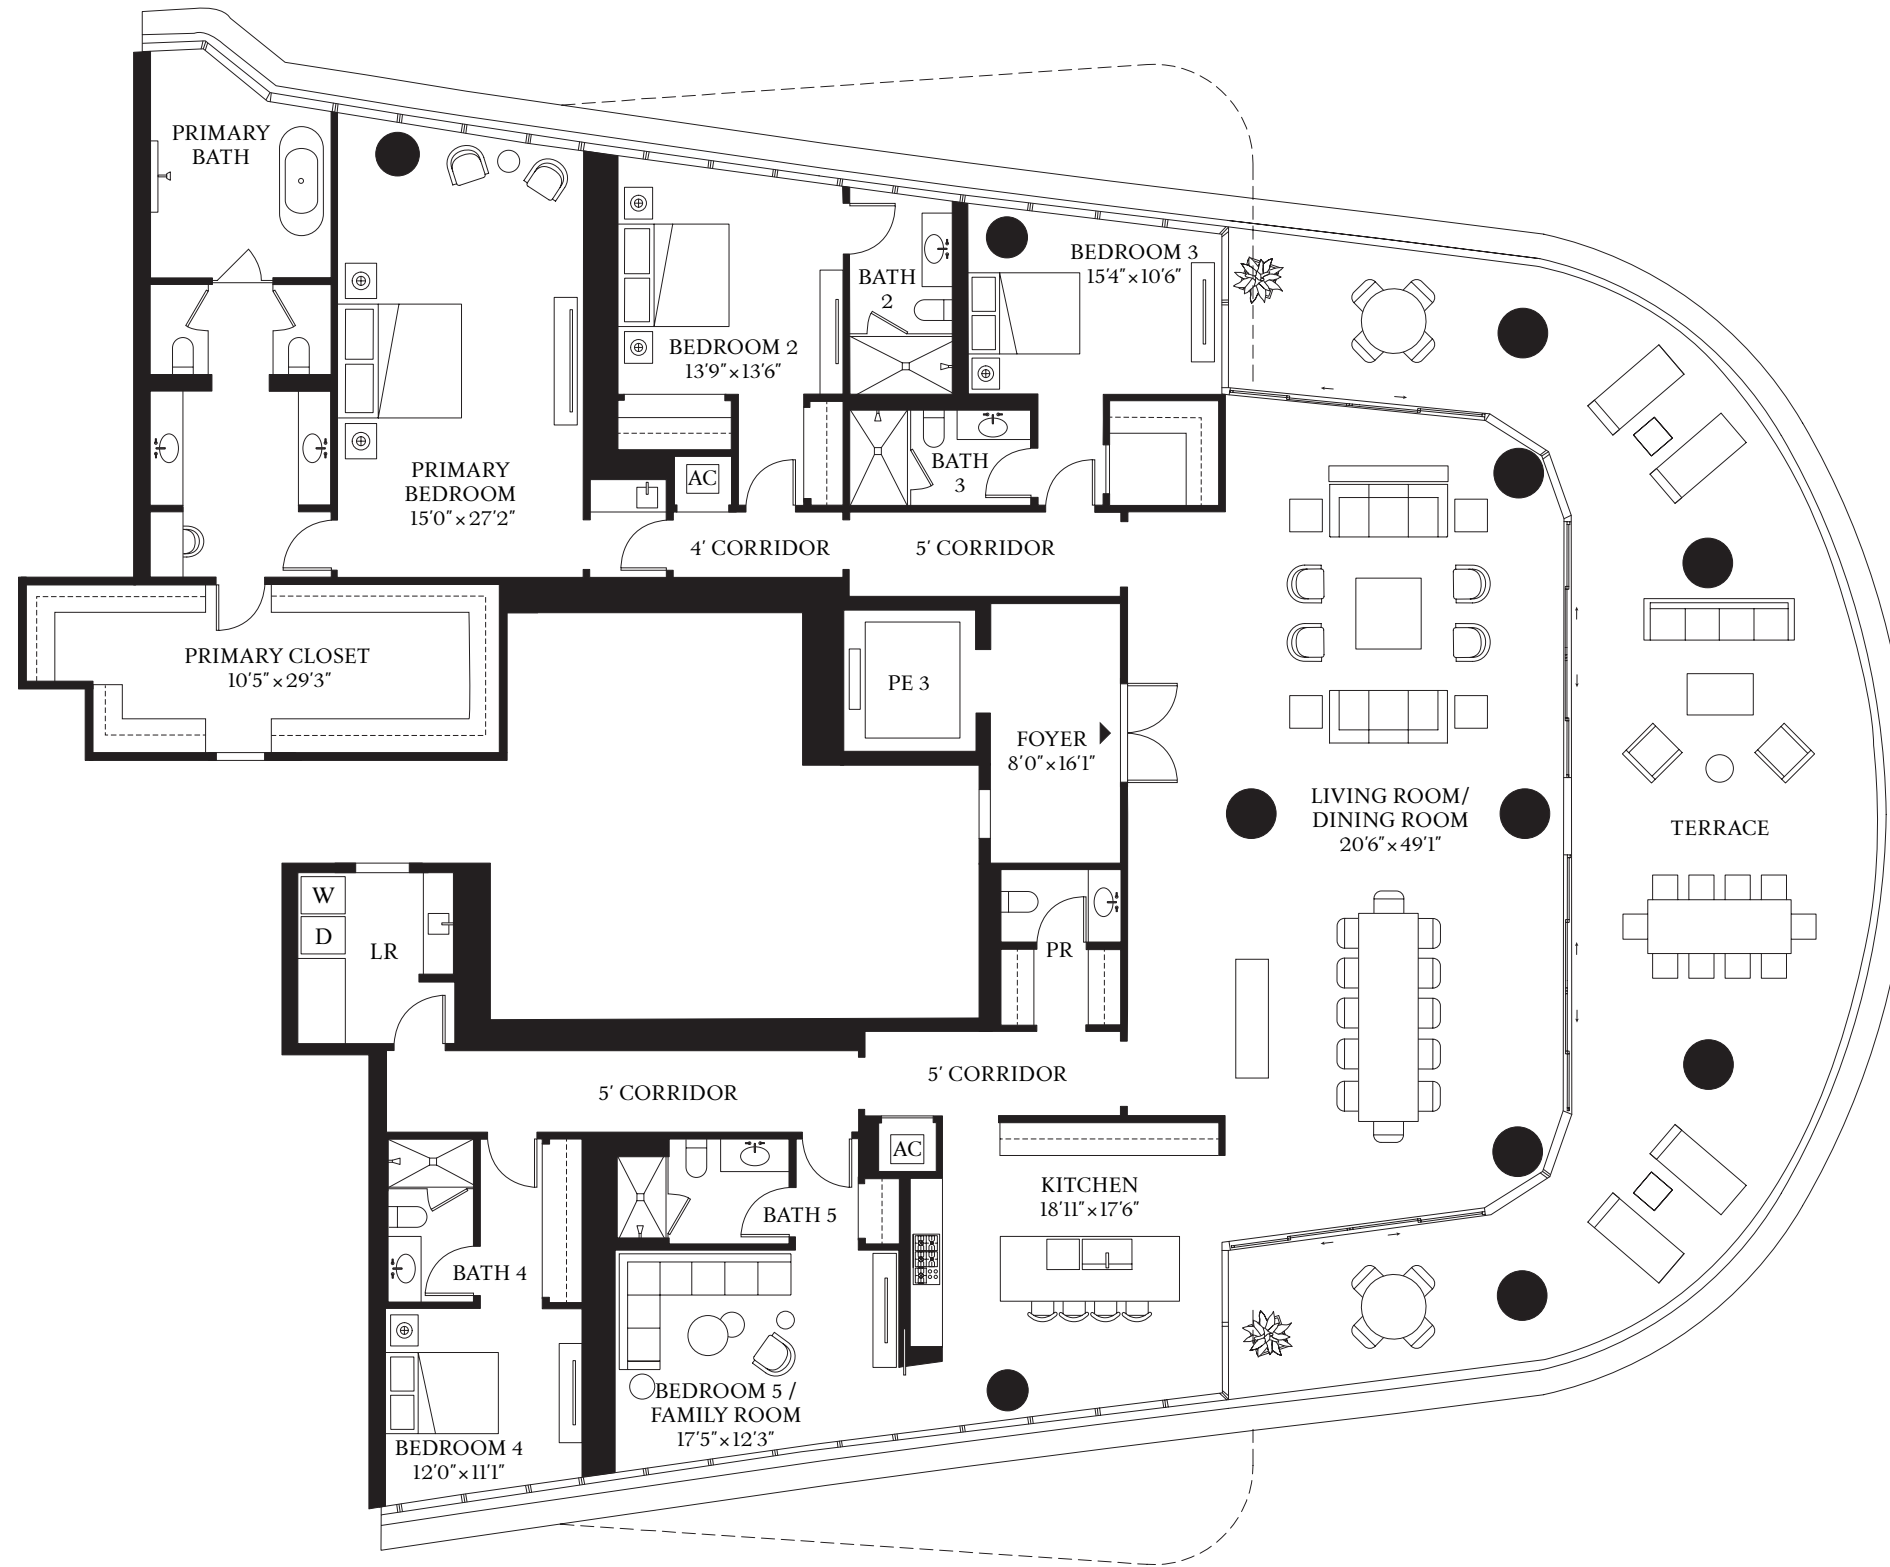 PRIMARY
BATH
BEDROOM 3
15'4"×10'6"
BATH
2
BEDROOM 2
13'9"×13'6"
PRIMARY
BEDROOM
15'0"×27'2"
AC
BATH
3
4' CORRIDOR
5' CORRIDOR
PRIMARY CLOSET
10'5"×29'3"
PE 3
FOYER
8'0"×16'1"
LIVING ROOM/
DINING ROOM
20'6"×49'1"
TERRACE
W
D
LR
PR
5' CORRIDOR
5' CORRIDOR
AC
KITCHEN
18'11"×17'6"
BATH 5
BATH 4
BEDROOM 5 /
FAMILY ROOM
17'5"×12'3"
BEDROOM 4
12'0"×11'1"